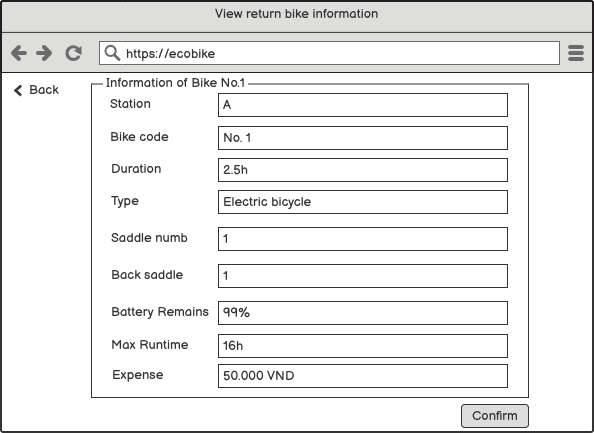 View return bike information
https://ecobike
Back
Information of Bike No.1
Station A
Bike code No. 1
Duration 2.5h
Type Electric bicycle
Saddle numb 1
Back saddle 1
Battery Remains 99%
Max Runtime 16h
Expense 50.000 VND
Confirm